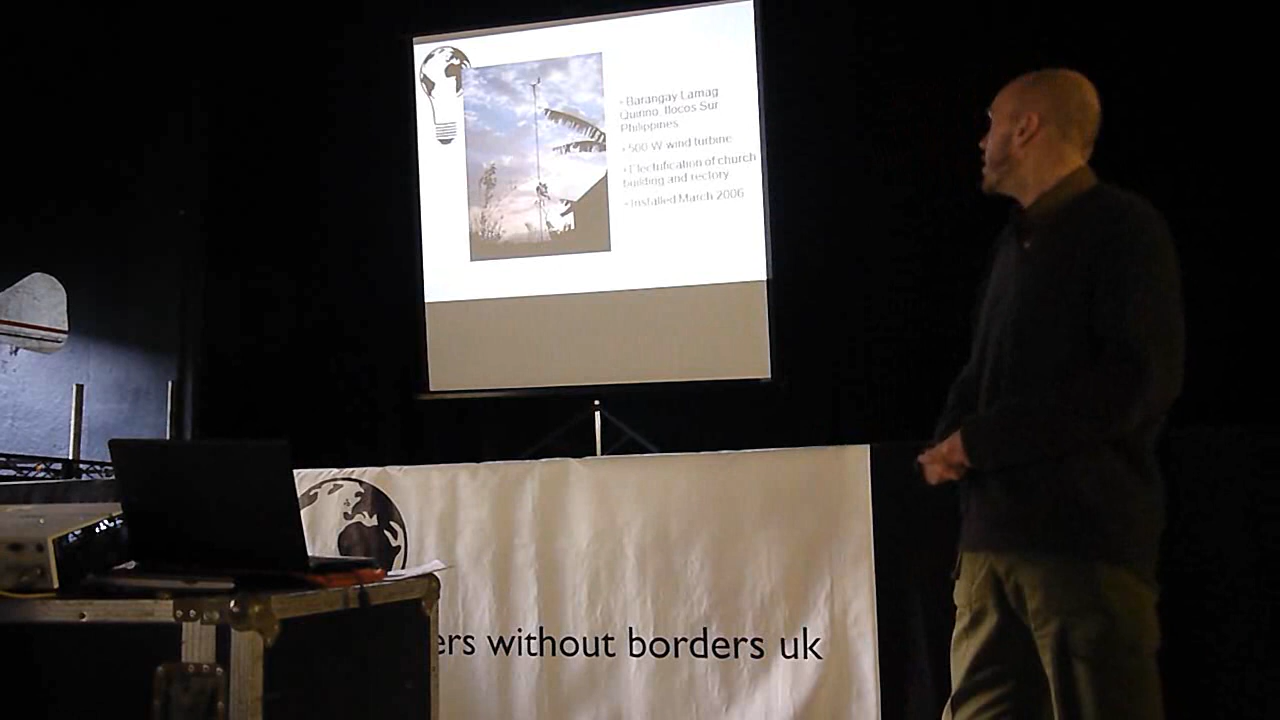 • Barangay Lamag
Quirino, Ilocos Sur
Philippines
• 500 W wind turbine
• Electrification of church
building and rectory
• Installed March 2006
ers without borders uk